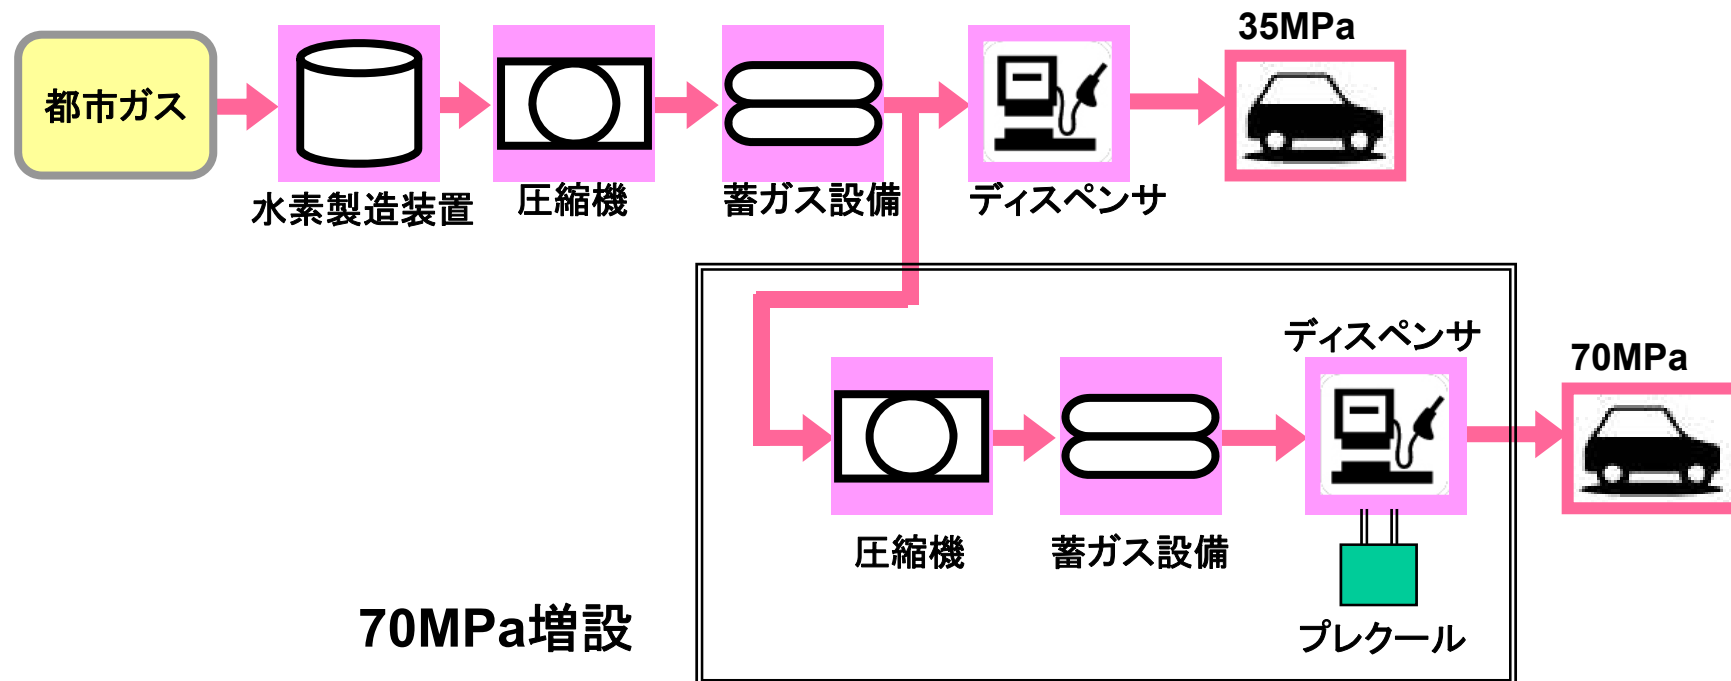 35MPa
都市ガス
水素製造装置
圧縮機
蓄ガス設備
ディスペンサ
ディスペンサ
70MPa
圧縮機
蓄ガス設備
プレクール
70MPa増設